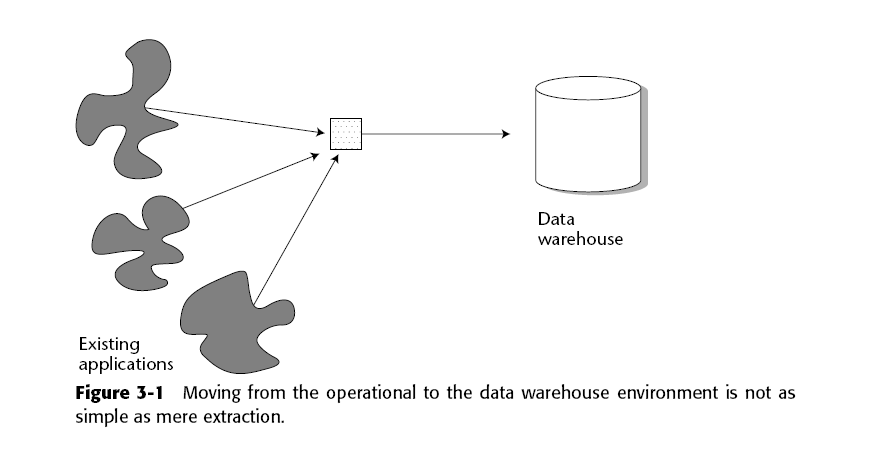 Data
warehouse
Existing
applications
Figure 3-1 Moving from the operational to the data warehouse environment is not as
simple as mere extraction.